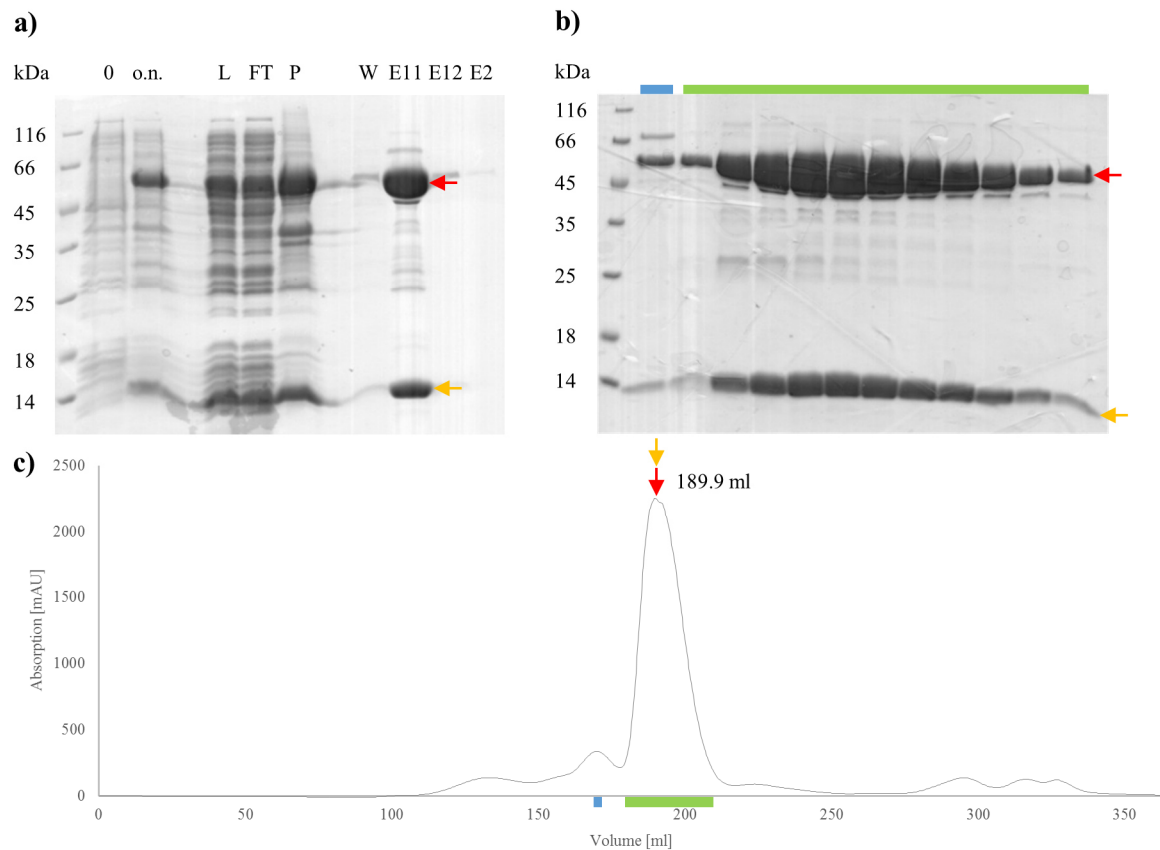 a)
kDa 0 o.n. L FT P W E11 E12 E2
116
66
45
35
25
18
14
b)
kDa
116
66
45
35
25
18
14
c)
189.9 ml
2500
2000
1500
1000
500
0
Absorption [mAU]
0 50 100 150 200 250 300 350
Volume [ml]